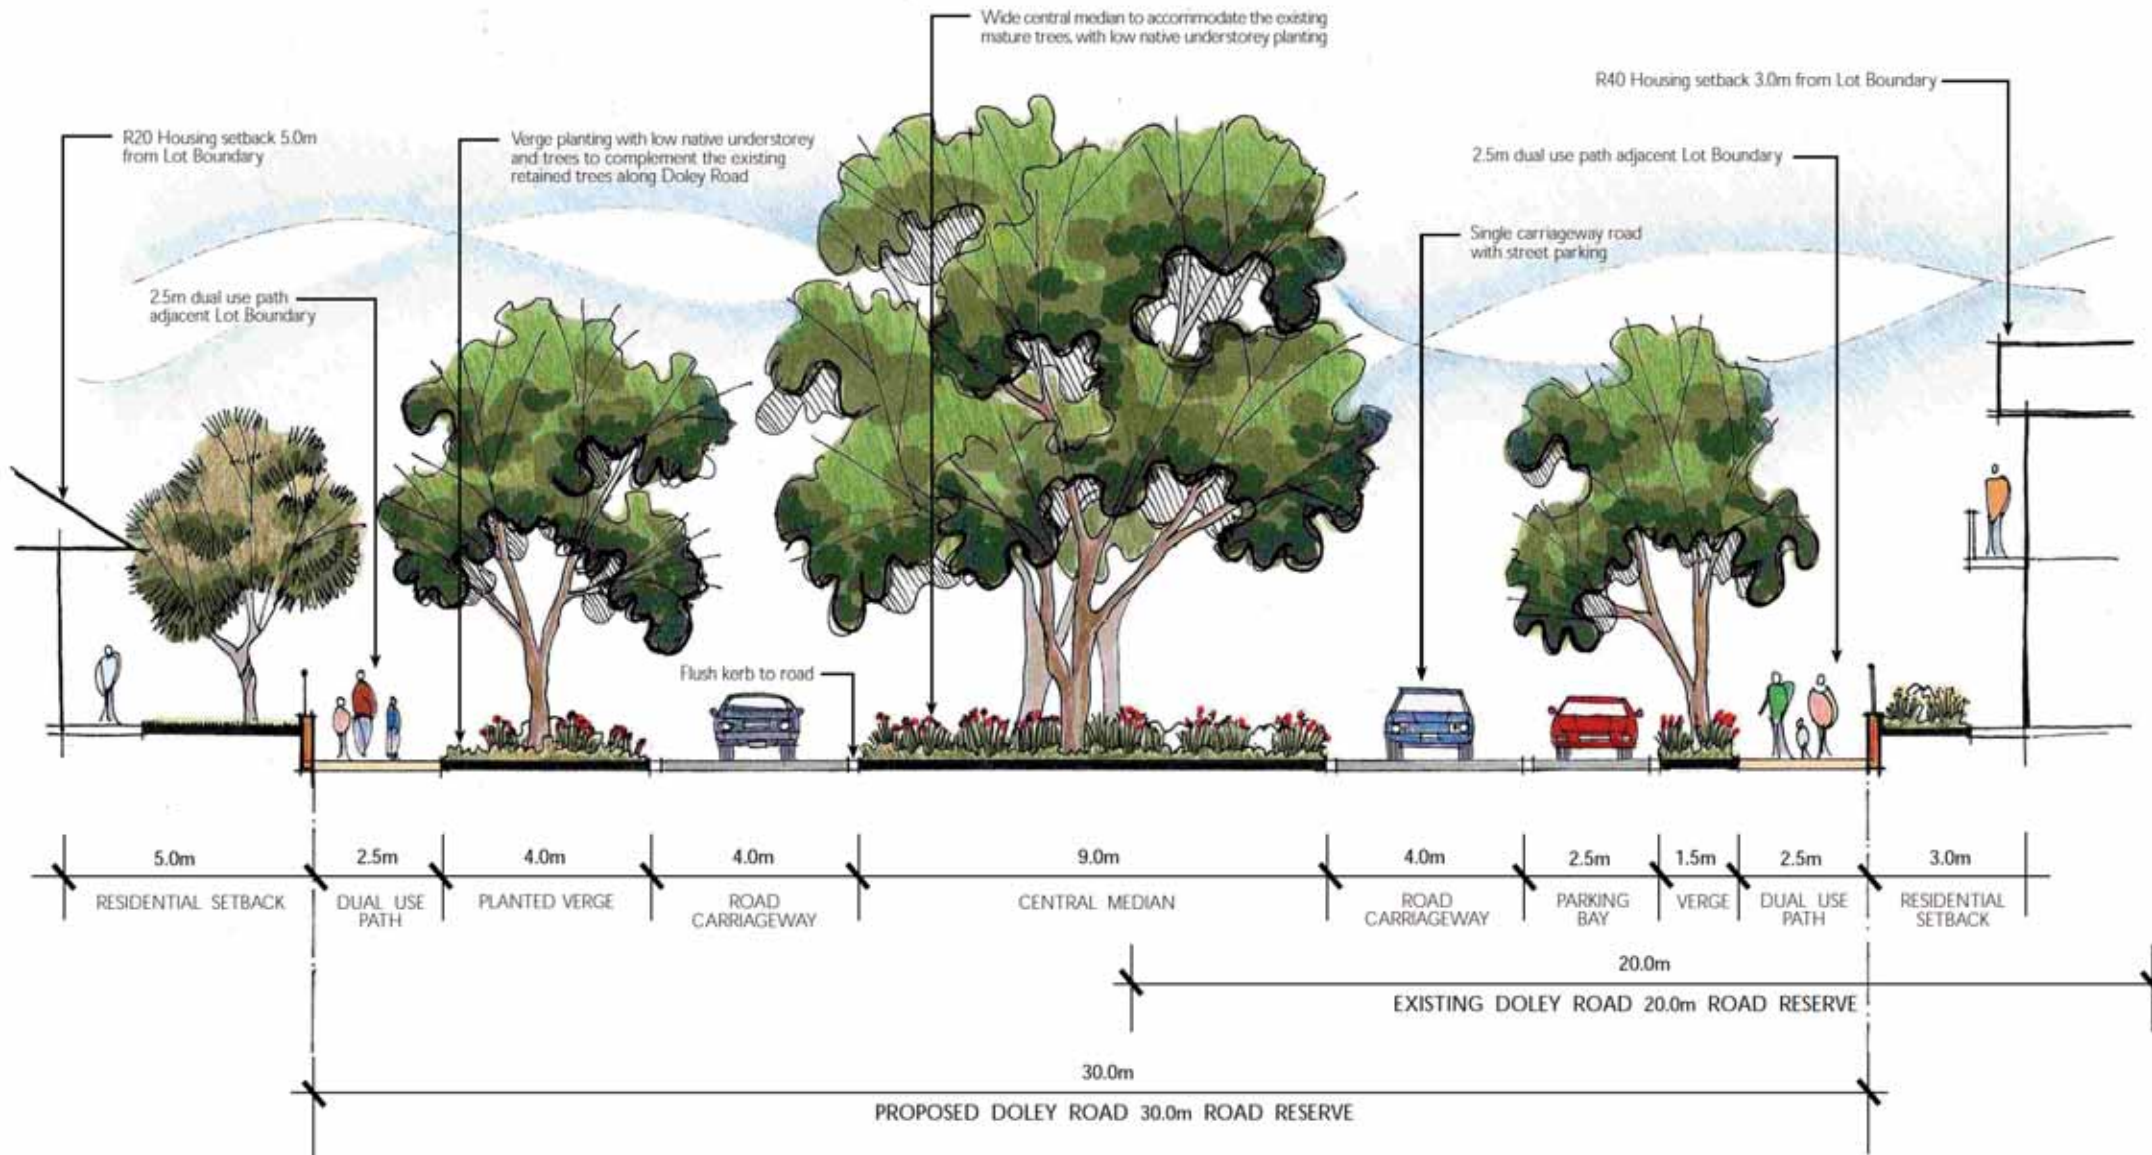 Wide central median to accommodate the existing
mature trees, with low native understorey planting
R40 Housing setback 3.0m from Lot Boundary
R20 Housing setback 5.0m
from Lot Boundary
Verge planting with low native understorey
and trees to complement the existing
retained trees along Doley Road
2.5m dual use path adjacent Lot Boundary
Single carriageway road
with street parking
2.5m dual use path
adjacent Lot Boundary
Flush kerb to road
5.0m 2.5m 4.0m 4.0m 9.0m 4.0m 2.5m 1.5m 2.5m 3.0m
RESIDENTIAL SETBACK DUAL USE PLANTED VERGE ROAD CENTRAL MEDIAN ROAD PARKING VERGE DUAL USE RESIDENTIAL
PATH CARRIAGEWAY CARRIAGEWAY BAY PATH SETBACK
20.0m
EXISTING DOLEY ROAD 20.0m ROAD RESERVE
30.0m
PROPOSED DOLEY ROAD 30.0m ROAD RESERVE